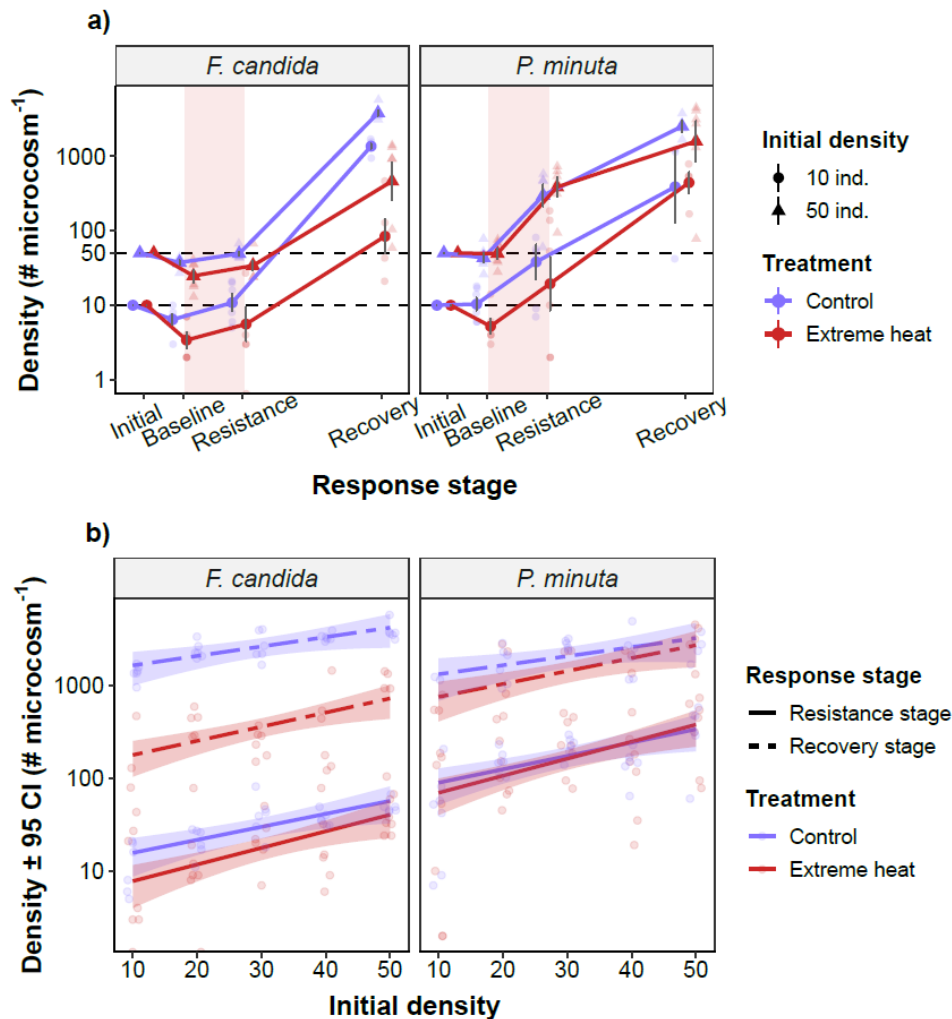 a)
F. candida
P. minuta
Density (# microcosm⁻¹)
1000
100
50
10
1
Initial
Baseline
Resistance
Recovery
Initial
Baseline
Resistance
Recovery
Response stage
Initial density
10 ind.
50 ind.
Treatment
Control
Extreme heat
b)
F. candida
P. minuta
Density ± 95 CI (# microcosm⁻¹)
1000
100
10
10 20 30 40 50
10 20 30 40 50
Initial density
Response stage
Resistance stage
Recovery stage
Treatment
Control
Extreme heat